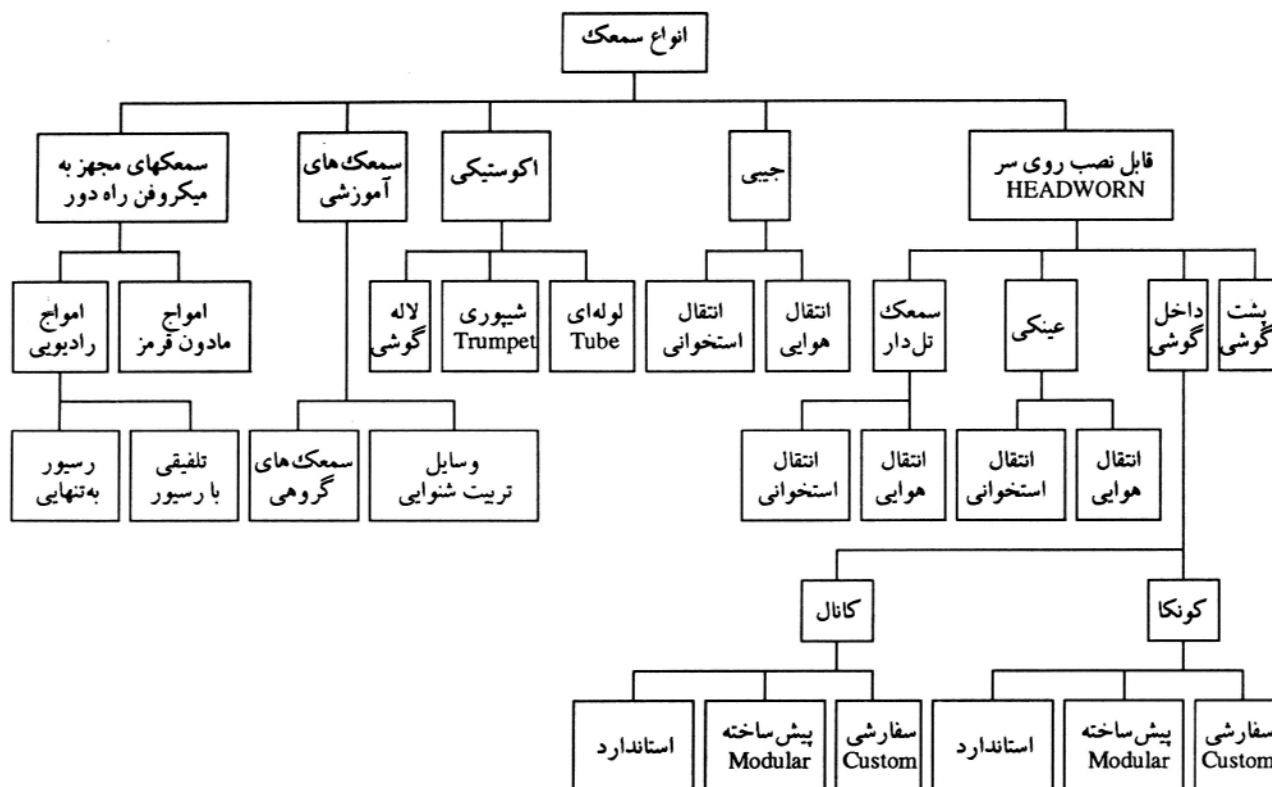 انواع سمعک
قابل نصب روی سر
HEADWORN
جیبی
اکوستیکی
سمعک‌های
آموزشی
سمعکهای مجهز به
میکروفن راه دور
پشت
گوشی
داخل
گوشی
عینکی
سمعک
تل‌دار
انتقال
هوایی
انتقال
استخوانی
لوله‌ای
Tube
شیپوری
Trumpet
لاله
گوشی
امواج
مادون قرمز
امواج
رادیویی
انتقال
هوایی
انتقال
استخوانی
انتقال
هوایی
انتقال
استخوانی
وسایل
تربیت شنوایی
سمعک‌های
گروهی
تلفیقی
با رسیور
رسیور
به‌تنهایی
کونکا
کانال
سفارشی
Custom
پیش‌ساخته
Modular
استاندارد
سفارشی
Custom
پیش‌ساخته
Modular
استاندارد